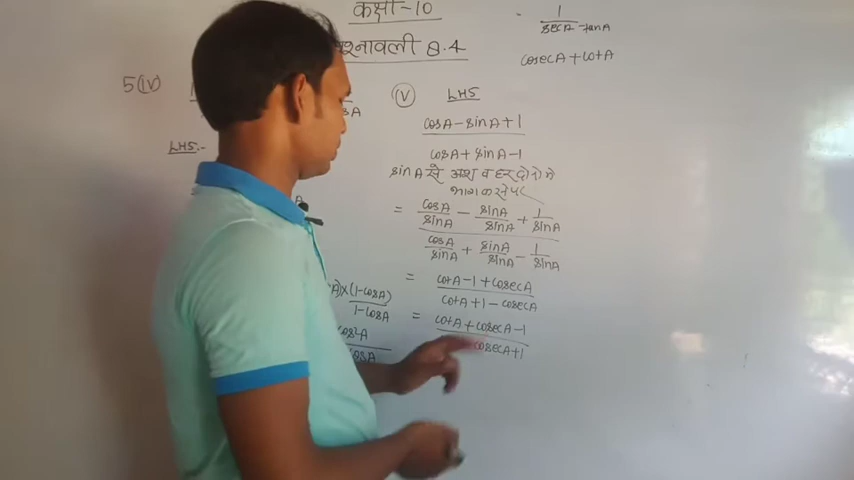 कक्षा-10
प्रश्नावली 8.4
1
secA-tanA
cosecA+cotA
5(iv)
LHS:-
(v) LHS
cosA-sinA+1
cosA+sinA-1
sinA से अंश व हर दोनों में
भाग करने पर
= cosA/sinA - sinA/sinA + 1/sinA
cosA/sinA + sinA/sinA - 1/sinA
= cotA-1+cosecA
cotA+1-cosecA
= cotA+cosecA-1
cosecA+1
A)×(1-cosA)
1-cosA
cos²A
cosA